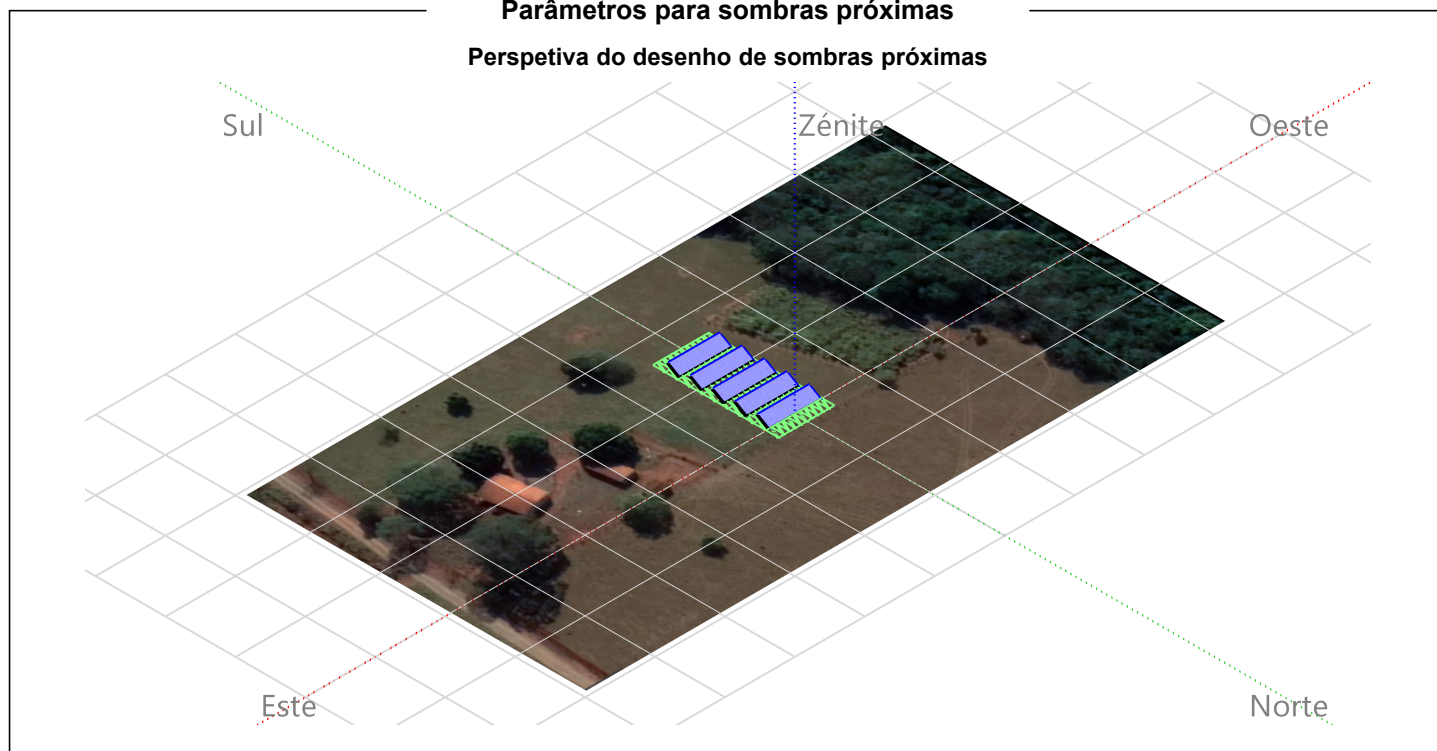 Parâmetros para sombras próximas
Perspetiva do desenho de sombras próximas
Sul
Zénite
Oeste
Este
Norte